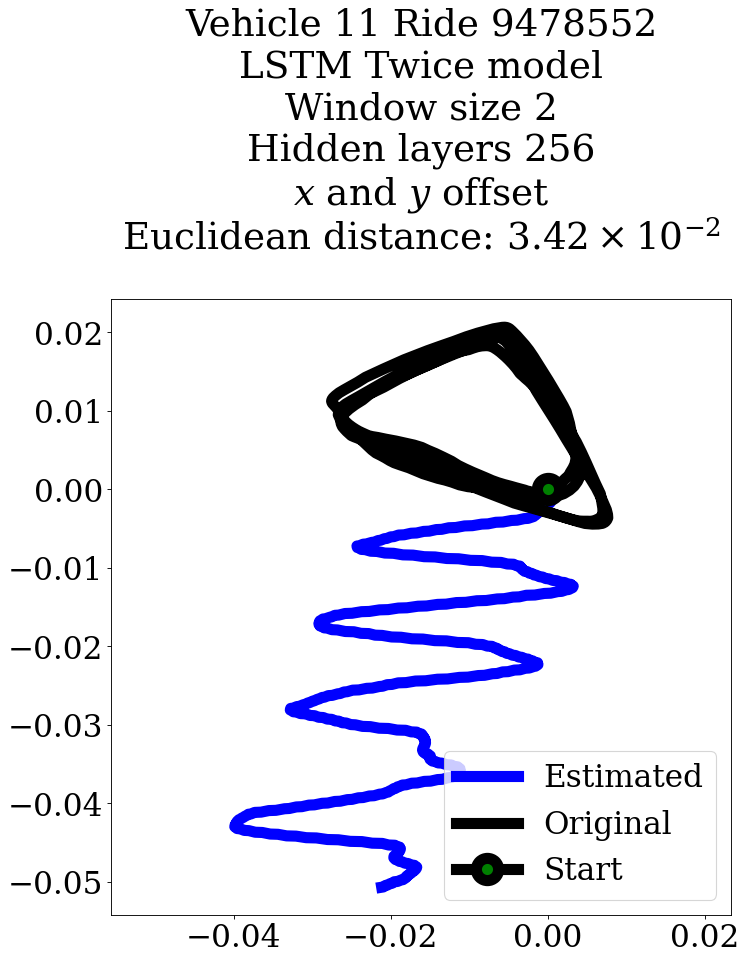 Vehicle 11 Ride 9478552
LSTM Twice model
Window size 2
Hidden layers 256
x and y offset
Euclidean distance: 3.42 × 10⁻²
0.02
0.01
0.00
−0.01
−0.02
−0.03
−0.04
−0.05
Estimated
Original
Start
−0.04
−0.02
0.00
0.02